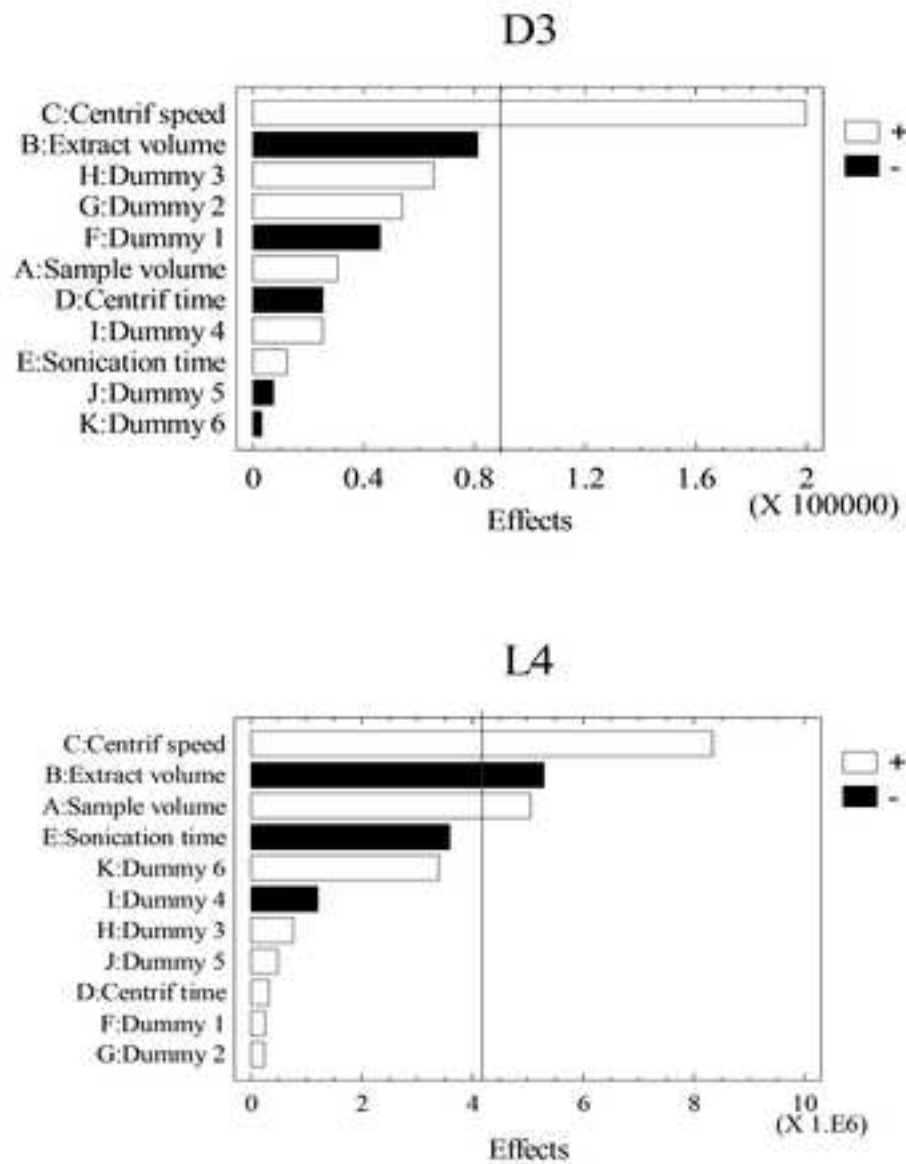 D3
C:Centrif speed
B:Extract volume
H:Dummy 3
G:Dummy 2
F:Dummy 1
A:Sample volume
D:Centrif time
I:Dummy 4
E:Sonication time
J:Dummy 5
K:Dummy 6
+
-
0 0.4 0.8 1.2 1.6 2
(X 100000)
Effects
L4
C:Centrif speed
B:Extract volume
A:Sample volume
E:Sonication time
K:Dummy 6
I:Dummy 4
H:Dummy 3
J:Dummy 5
D:Centrif time
F:Dummy 1
G:Dummy 2
+
-
0 2 4 6 8 10
(X 1.E6)
Effects